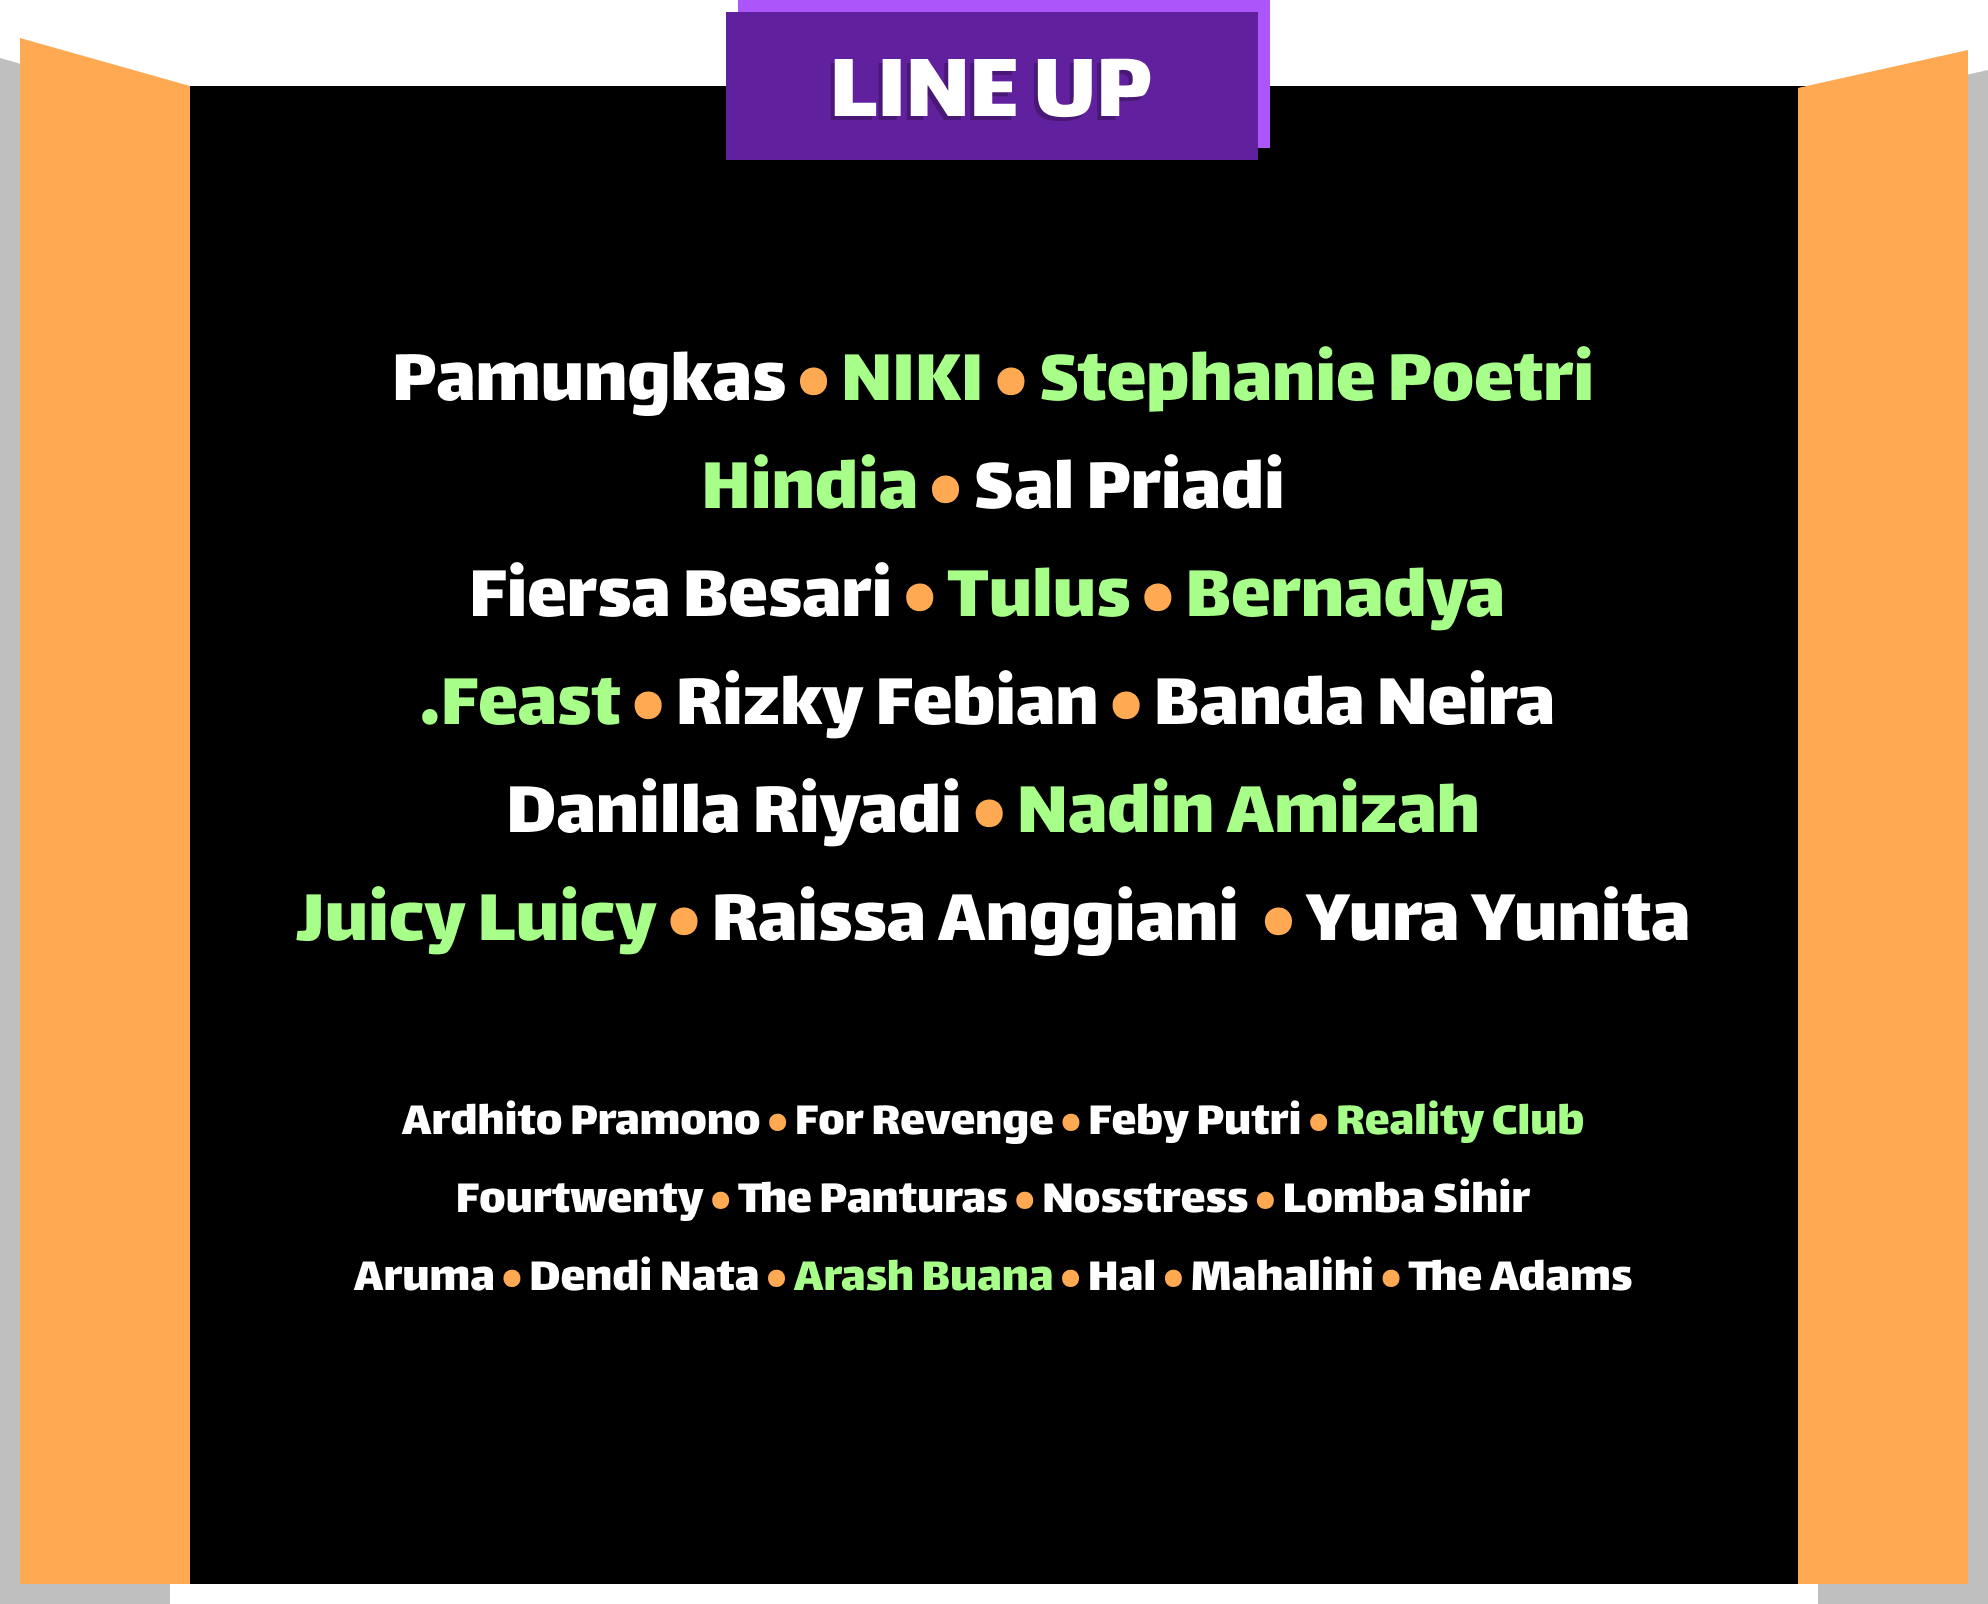 LINE UP
Pamungkas • NIKI • Stephanie Poetri
Hindia • Sal Priadi
Fiersa Besari • Tulus • Bernadya
.Feast • Rizky Febian • Banda Neira
Danilla Riyadi • Nadin Amizah
Juicy Luicy • Raissa Anggiani • Yura Yunita
Ardhito Pramono • For Revenge • Feby Putri • Reality Club
Fourtwenty • The Panturas • Nosstress • Lomba Sihir
Aruma • Dendi Nata • Arash Buana • Hal • Mahalihi • The Adams